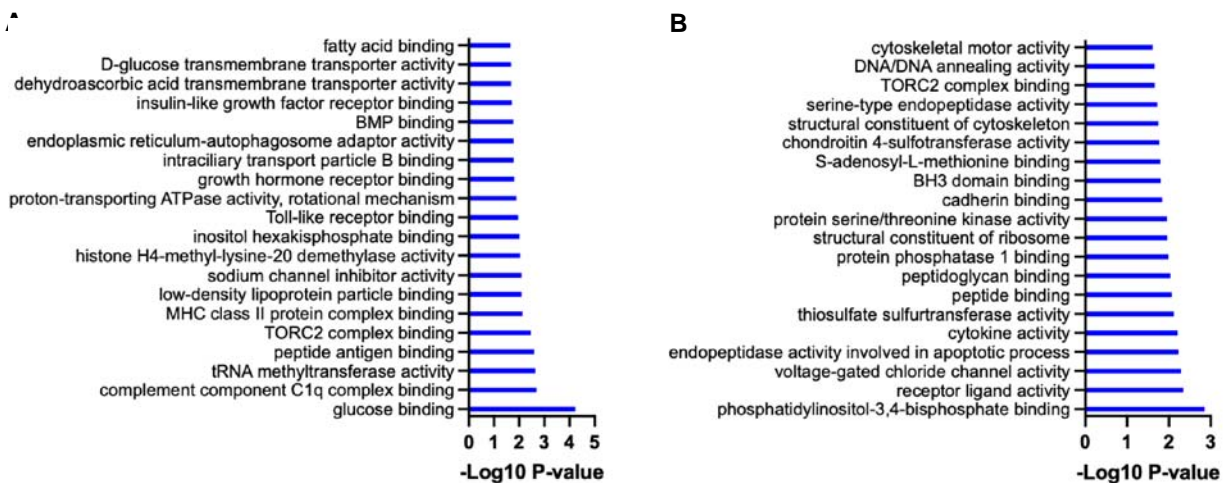 A
fatty acid binding
D-glucose transmembrane transporter activity
dehydroascorbic acid transmembrane transporter activity
insulin-like growth factor receptor binding
BMP binding
endoplasmic reticulum-autophagosome adaptor activity
intraciliary transport particle B binding
growth hormone receptor binding
proton-transporting ATPase activity, rotational mechanism
Toll-like receptor binding
inositol hexakisphosphate binding
histone H4-methyl-lysine-20 demethylase activity
sodium channel inhibitor activity
low-density lipoprotein particle binding
MHC class II protein complex binding
TORC2 complex binding
peptide antigen binding
tRNA methyltransferase activity
complement component C1q complex binding
glucose binding
0 1 2 3 4 5
-Log10 P-value
B
cytoskeletal motor activity
DNA/DNA annealing activity
TORC2 complex binding
serine-type endopeptidase activity
structural constituent of cytoskeleton
chondroitin 4-sulfotransferase activity
S-adenosyl-L-methionine binding
BH3 domain binding
cadherin binding
protein serine/threonine kinase activity
structural constituent of ribosome
protein phosphatase 1 binding
peptidoglycan binding
peptide binding
thiosulfate sulfurtransferase activity
cytokine activity
endopeptidase activity involved in apoptotic process
voltage-gated chloride channel activity
receptor ligand activity
phosphatidylinositol-3,4-bisphosphate binding
0 1 2 3
-Log10 P-value